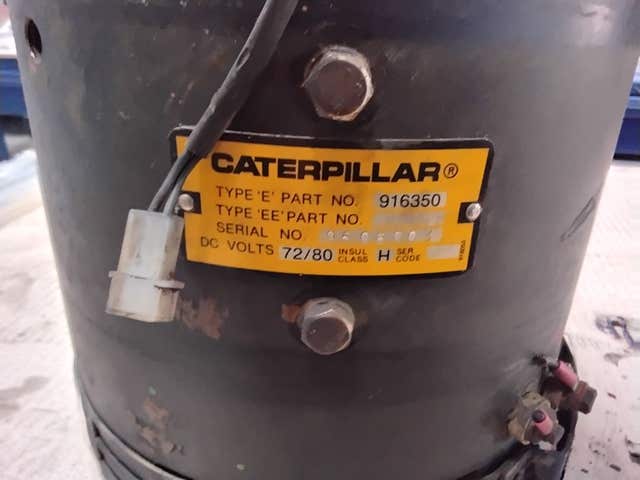 CATERPILLAR®
TYPE 'E' PART NO. 916350
TYPE 'EE' PART NO.
SERIAL NO.
DC VOLTS 72/80 INSUL CLASS H SER CODE